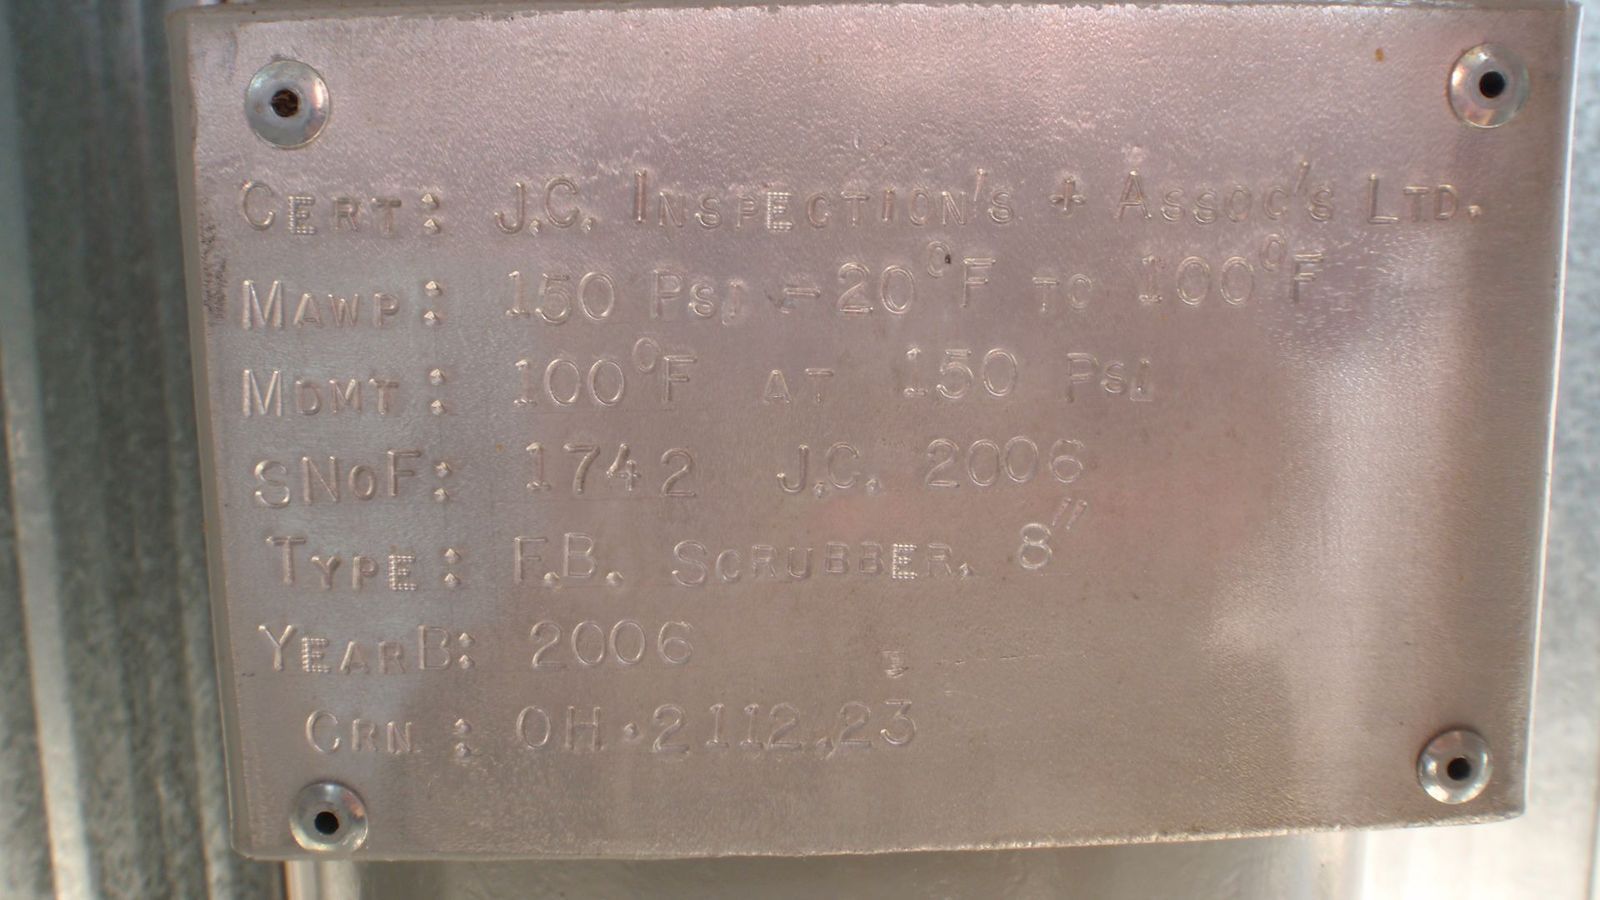 CERT: J.C. INSPECTION'S + ASSOC'S LTD.
MAWP: 150 PSI -20°F TO 100°F
MDMT: 100°F AT 150 PSI
SNOF: 1742 J.C. 2006
TYPE: F.B. SCRUBBER. 8"
YEARB: 2006
CRN: OH·2112.23